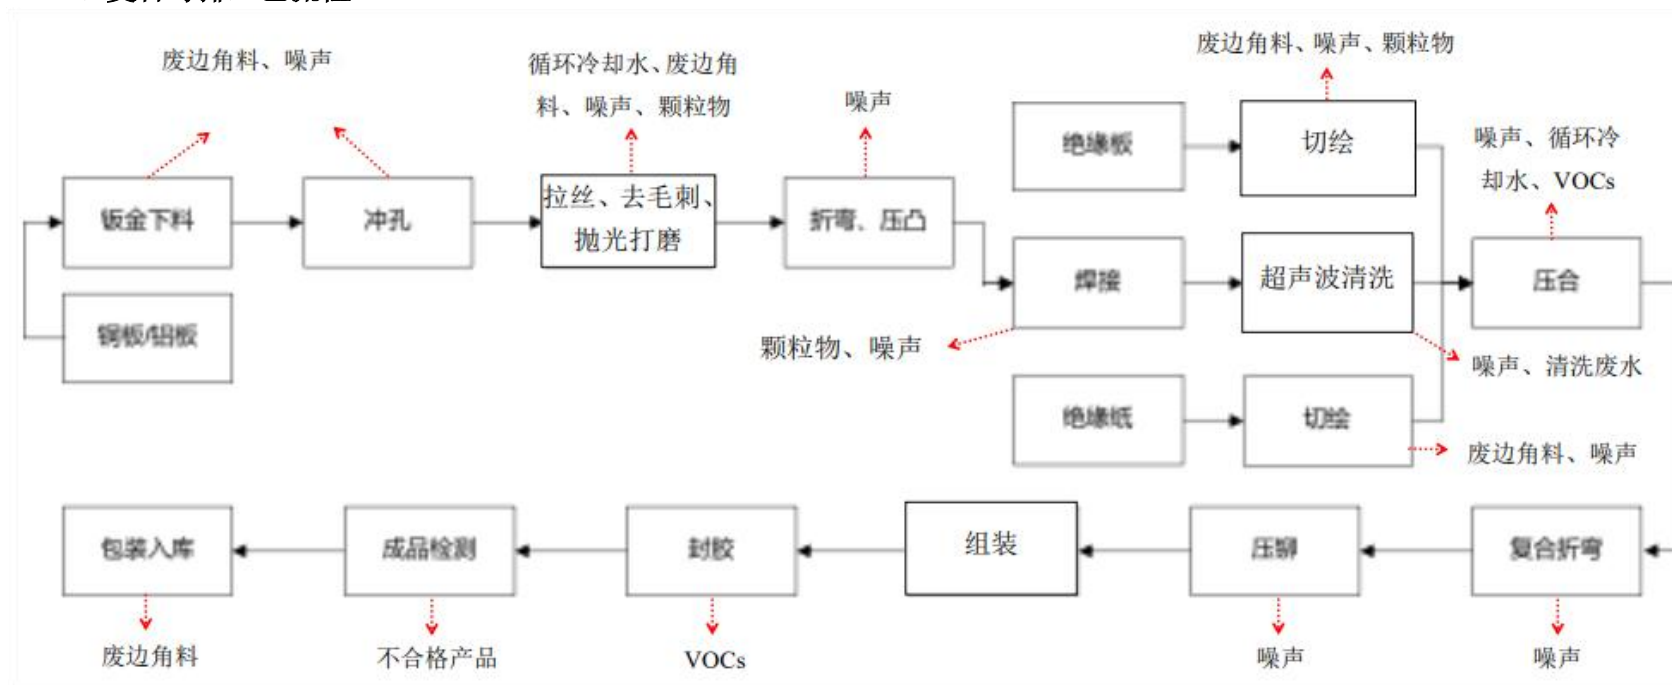 废边角料、噪声
循环冷却水、废边角
料、噪声、颗粒物
噪声
废边角料、噪声、颗粒物
绝缘板
切绘
噪声、循环冷
却水、VOCs
钣金下料
冲孔
拉丝、去毛刺、
抛光打磨
折弯、压凸
焊接
超声波清洗
压合
铜板/铝板
颗粒物、噪声
噪声、清洗废水
绝缘纸
切绘
废边角料、噪声
包装入库
成品检测
封胶
组装
压铆
复合折弯
废边角料
不合格产品
VOCs
噪声
噪声